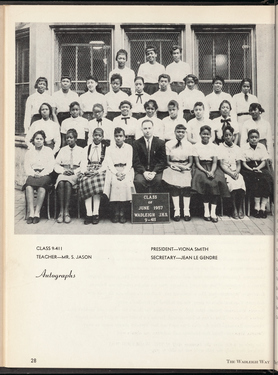 CLASS
OF
JUNE 1957
WADLEIGH JHS
9-411
CLASS 9-411
TEACHER—MR. S. JASON
PRESIDENT—VIONA SMITH
SECRETARY—JEAN LE GENDRE
Autographs
28
THE WADLEIGH WAY